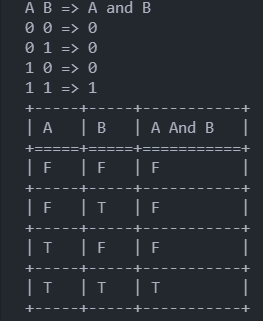 A B => A and B
0 0 => 0
0 1 => 0
1 0 => 0
1 1 => 1
+-----+-----+-----------+
| A   | B   | A And B   |
+=====+=====+===========+
| F   | F   | F         |
+-----+-----+-----------+
| F   | T   | F         |
+-----+-----+-----------+
| T   | F   | F         |
+-----+-----+-----------+
| T   | T   | T         |
+-----+-----+-----------+